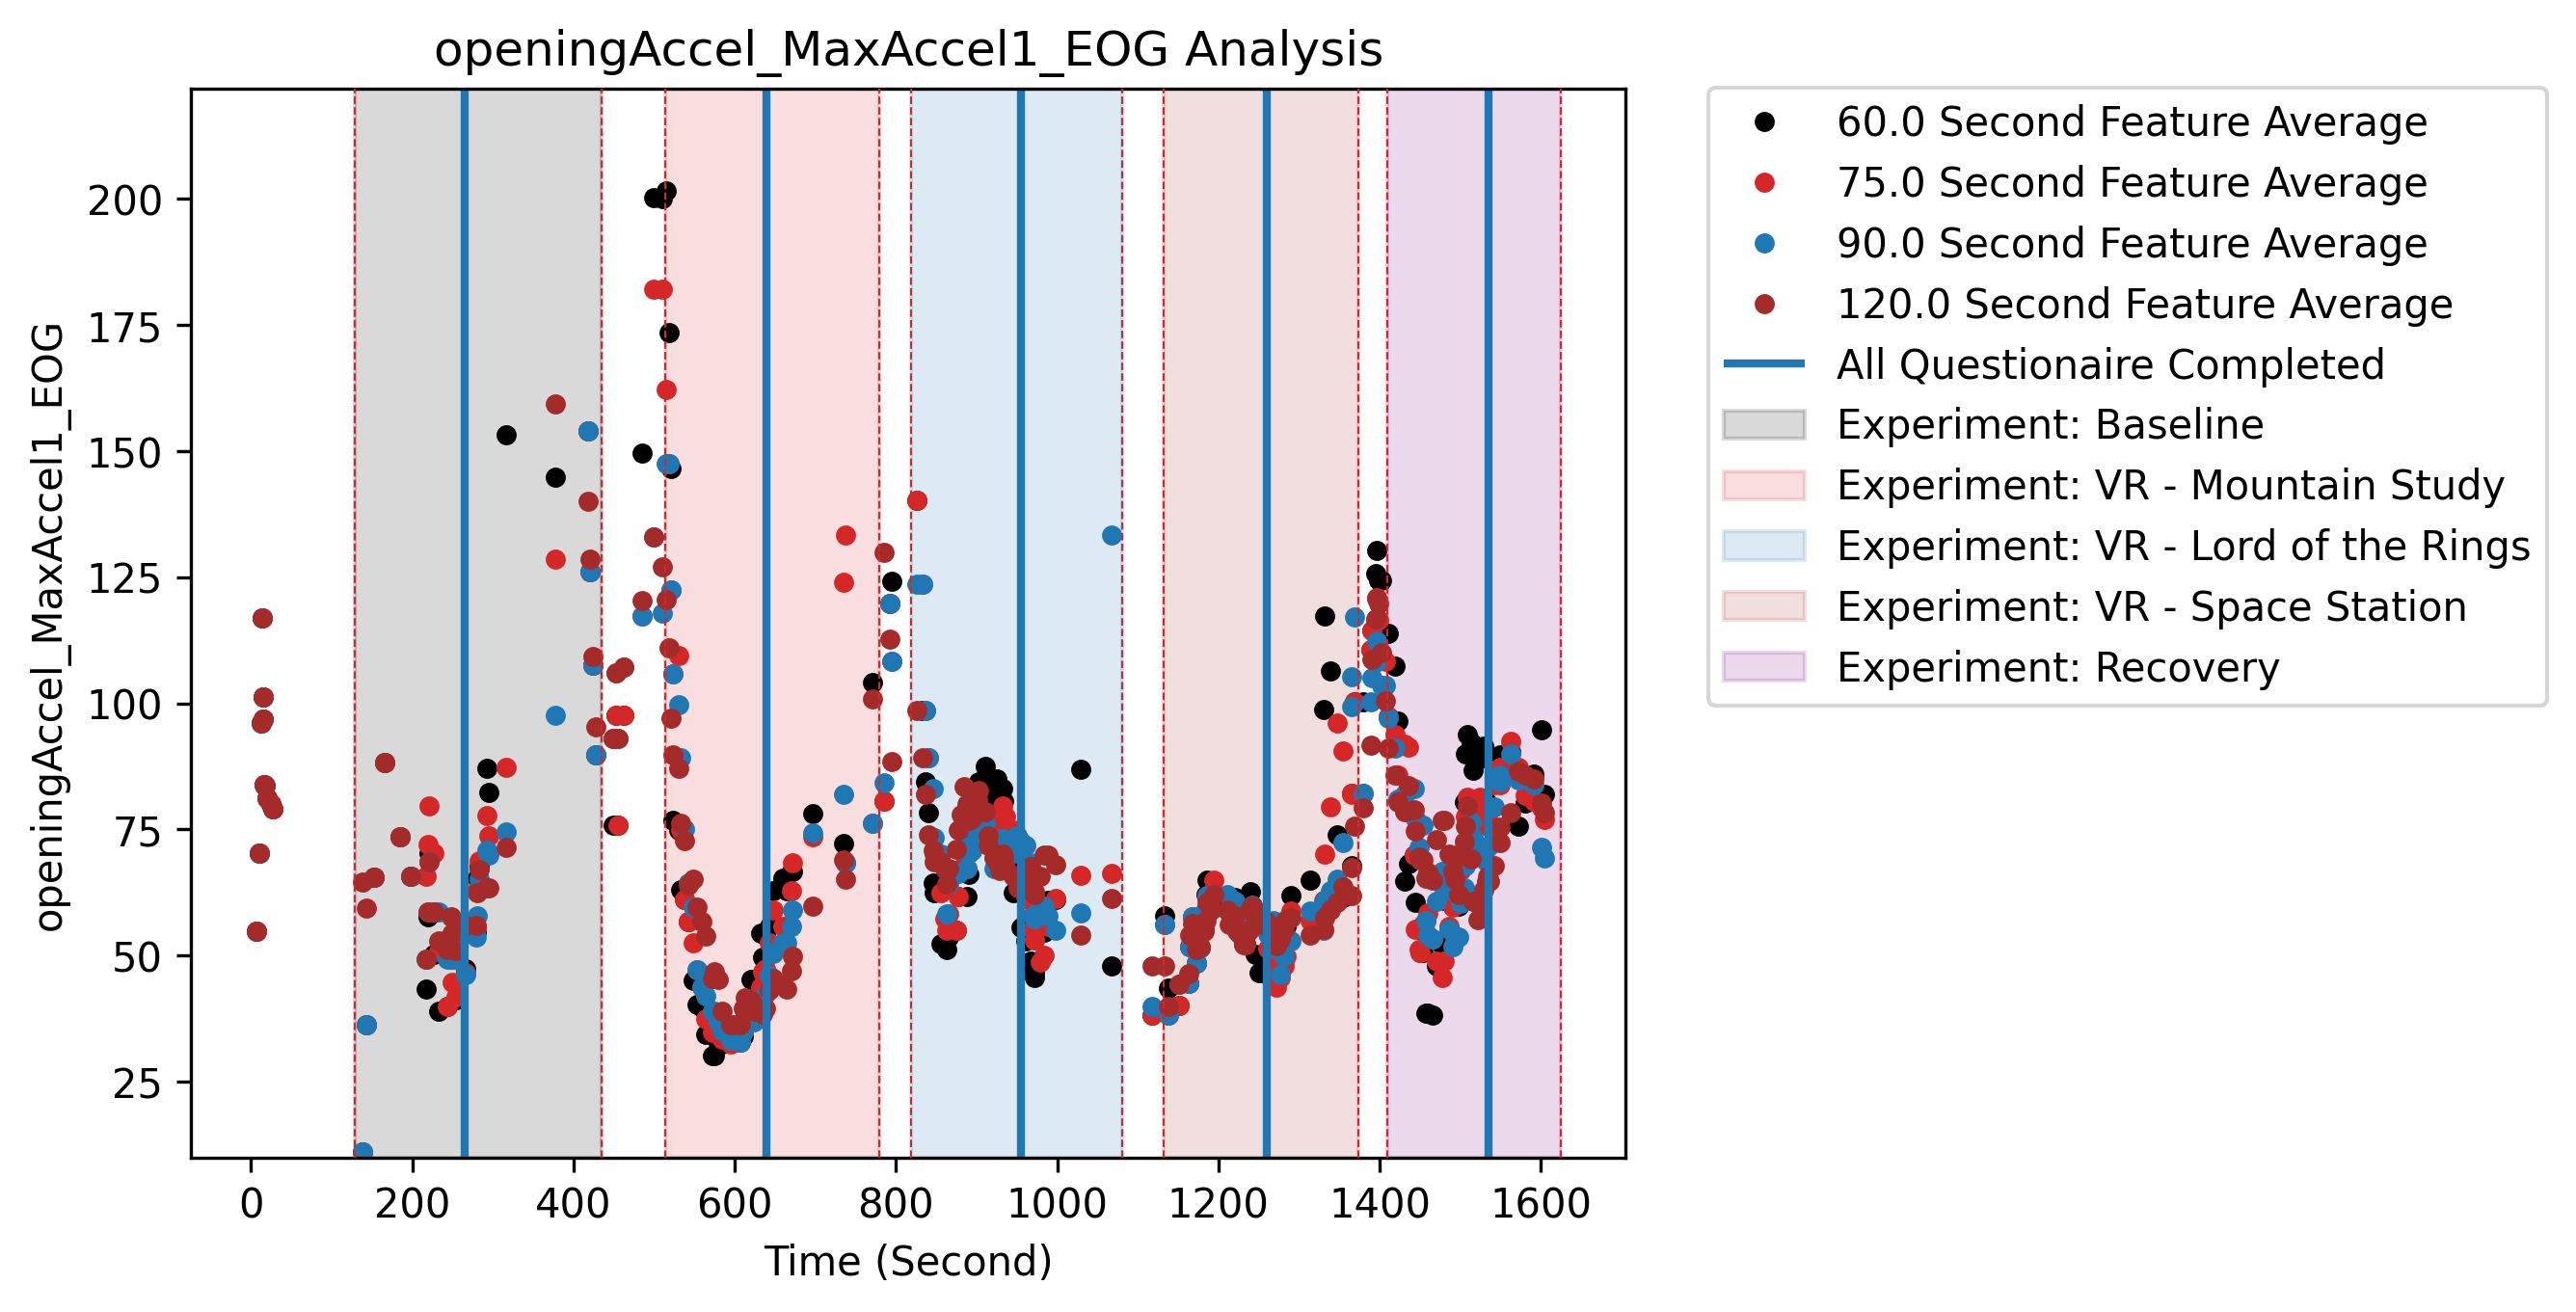 openingAccel_MaxAccel1_EOG Analysis
openingAccel_MaxAccel1_EOG
200
175
150
125
100
75
50
25
0 200 400 600 800 1000 1200 1400 1600
Time (Second)
60.0 Second Feature Average
75.0 Second Feature Average
90.0 Second Feature Average
120.0 Second Feature Average
All Questionaire Completed
Experiment: Baseline
Experiment: VR - Mountain Study
Experiment: VR - Lord of the Rings
Experiment: VR - Space Station
Experiment: Recovery